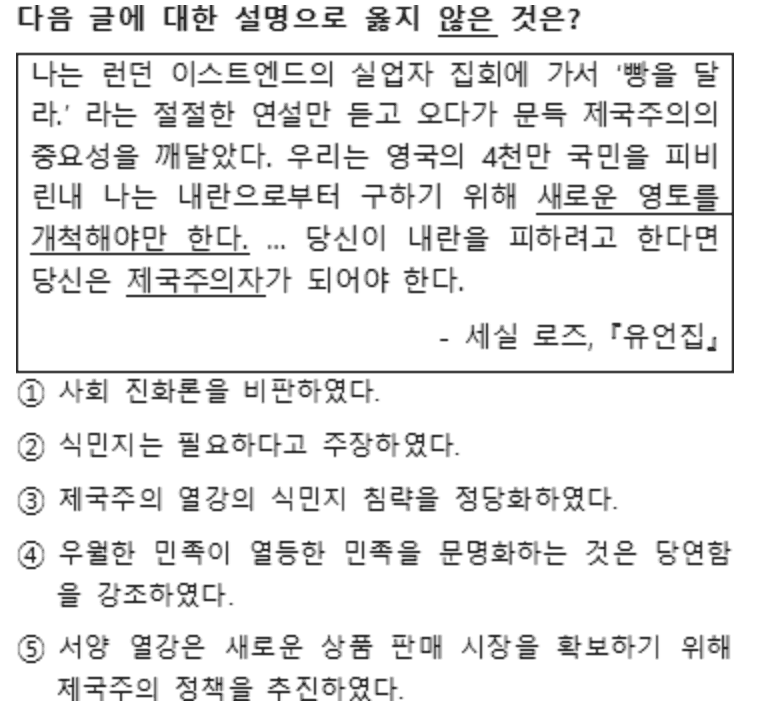 다음 글에 대한 설명으로 옳지 않은 것은?
나는 런던 이스트엔드의 실업자 집회에 가서 '빵을 달
라.' 라는 절절한 연설만 듣고 오다가 문득 제국주의의
중요성을 깨달았다. 우리는 영국의 4천만 국민을 피비
린내 나는 내란으로부터 구하기 위해 새로운 영토를
개척해야만 한다. ... 당신이 내란을 피하려고 한다면
당신은 제국주의자가 되어야 한다.
- 세실 로즈, 『유언집』
① 사회 진화론을 비판하였다.
② 식민지는 필요하다고 주장하였다.
③ 제국주의 열강의 식민지 침략을 정당화하였다.
④ 우월한 민족이 열등한 민족을 문명화하는 것은 당연함
을 강조하였다.
⑤ 서양 열강은 새로운 상품 판매 시장을 확보하기 위해
제국주의 정책을 추진하였다.